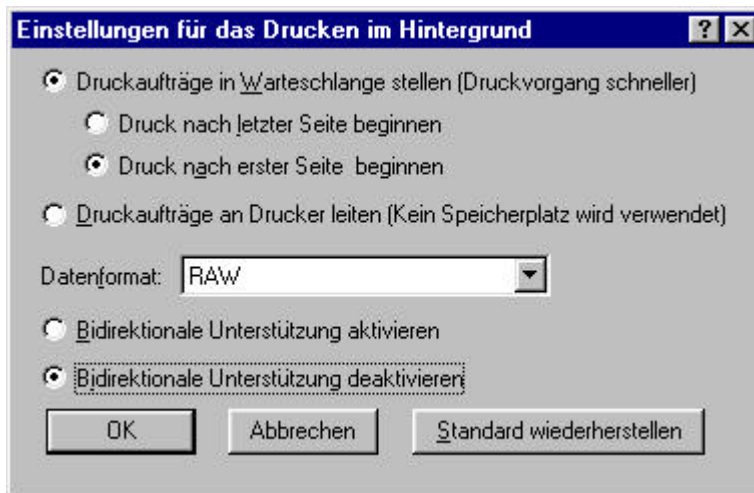 Einstellungen für das Drucken im Hintergrund
Druckaufträge in Warteschlange stellen (Druckvorgang schneller)
Druck nach letzter Seite beginnen
Druck nach erster Seite beginnen
Druckaufträge an Drucker leiten (Kein Speicherplatz wird verwendet)
Datenformat: RAW
Bidirektionale Unterstützung aktivieren
Bidirektionale Unterstützung deaktivieren
OK Abbrechen Standard wiederherstellen